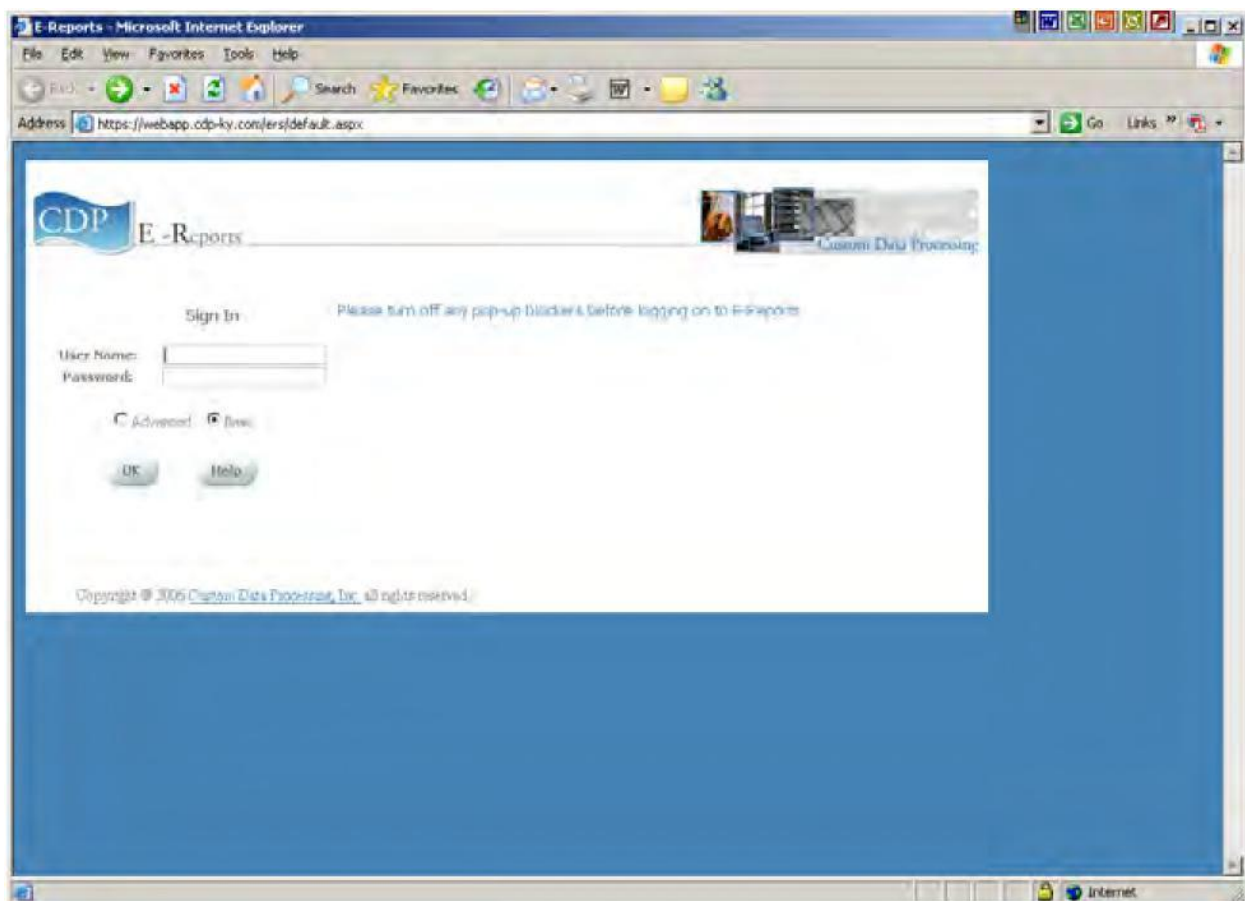 E-Reports - Microsoft Internet Explorer
File Edit View Favorites Tools Help
Back Search Favorites
Address https://webapp.cdp-ky.com/ers/default.aspx Go Links »
CDP E-Reports
Custom Data Processing
Sign In Please turn off any pop-up blockers before logging on to E-Reports
User Name:
Password:
Advanced Basic
OK Help
Copyright © 2006 Custom Data Processing, Inc. all rights reserved.
Internet